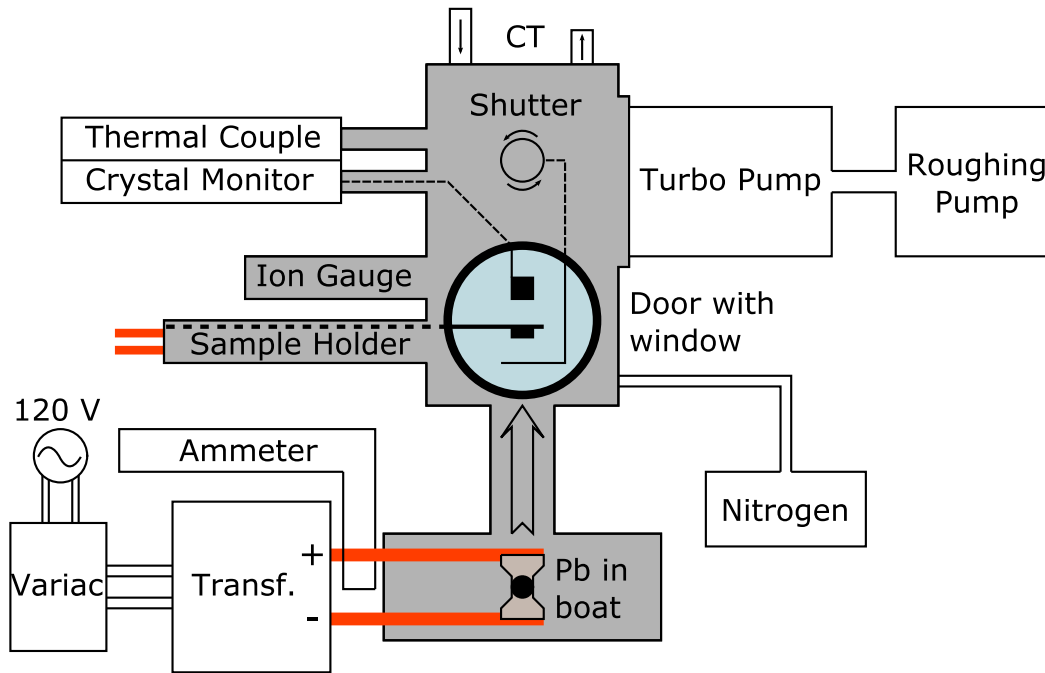 CT
Shutter
Thermal Couple
Crystal Monitor
Turbo Pump
Roughing
Pump
Ion Gauge
Door with
window
Sample Holder
120 V
Ammeter
Nitrogen
Variac
Transf.
+
-
Pb in
boat